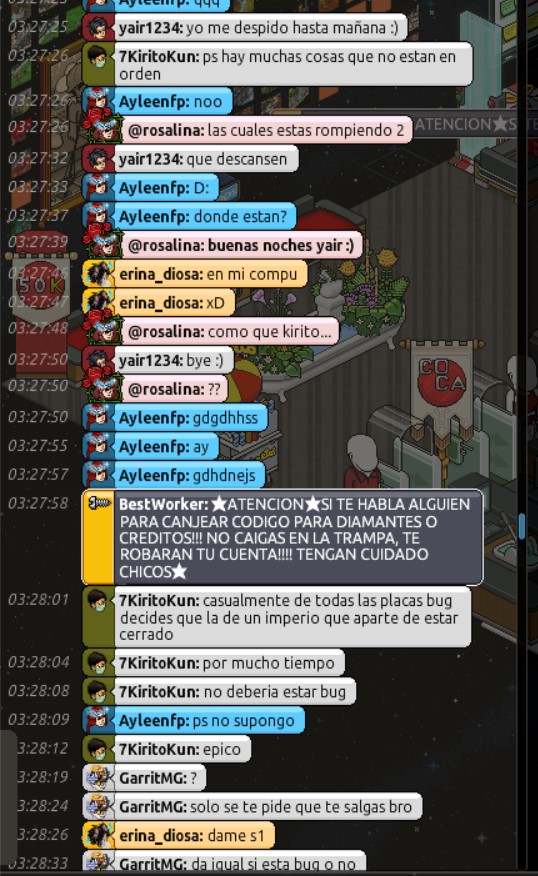 03:27:23 Ayleenfp: qqq
03:27:25 yair1234: yo me despido hasta mañana :)
03:27:26 7KiritoKun: ps hay muchas cosas que no estan en
orden
03:27:26 Ayleenfp: noo
03:27:26 @rosalina: las cuales estas rompiendo 2
ATENCION★S
03:27:32 yair1234: que descansen
03:27:33 Ayleenfp: D:
03:27:37 Ayleenfp: donde estan?
03:27:39 @rosalina: buenas noches yair :)
03:27:46 erina_diosa: en mi compu
50K
03:27:47 erina_diosa: xD
03:27:48 @rosalina: como que kirito...
03:27:50 yair1234: bye :)
COCA
03:27:50 @rosalina: ??
03:27:50 Ayleenfp: gdgdhhss
03:27:55 Ayleenfp: ay
03:27:57 Ayleenfp: gdhdnejs
03:27:58 BestWorker: ★ATENCION★SI TE HABLA ALGUIEN
PARA CANJEAR CODIGO PARA DIAMANTES O
CREDITOS!!! NO CAIGAS EN LA TRAMPA, TE
ROBARAN TU CUENTA!!!! TENGAN CUIDADO
CHICOS★
03:28:01 7KiritoKun: casualmente de todas las placas bug
decides que la de un imperio que aparte de estar
cerrado
03:28:04 7KiritoKun: por mucho tiempo
03:28:08 7KiritoKun: no deberia estar bug
03:28:09 Ayleenfp: ps no supongo
03:28:12 7KiritoKun: epico
03:28:19 GarritMG: ?
03:28:24 GarritMG: solo se te pide que te salgas bro
03:28:26 erina_diosa: dame s1
03:28:33 GarritMG: da igual si esta bug o no